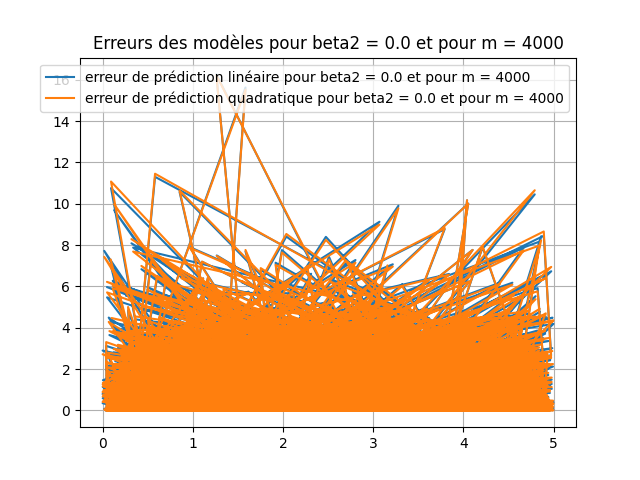 Erreurs des modèles pour beta2 = 0.0 et pour m = 4000
erreur de prédiction linéaire pour beta2 = 0.0 et pour m = 4000
erreur de prédiction quadratique pour beta2 = 0.0 et pour m = 4000
16
14
12
10
8
6
4
2
0
0 1 2 3 4 5